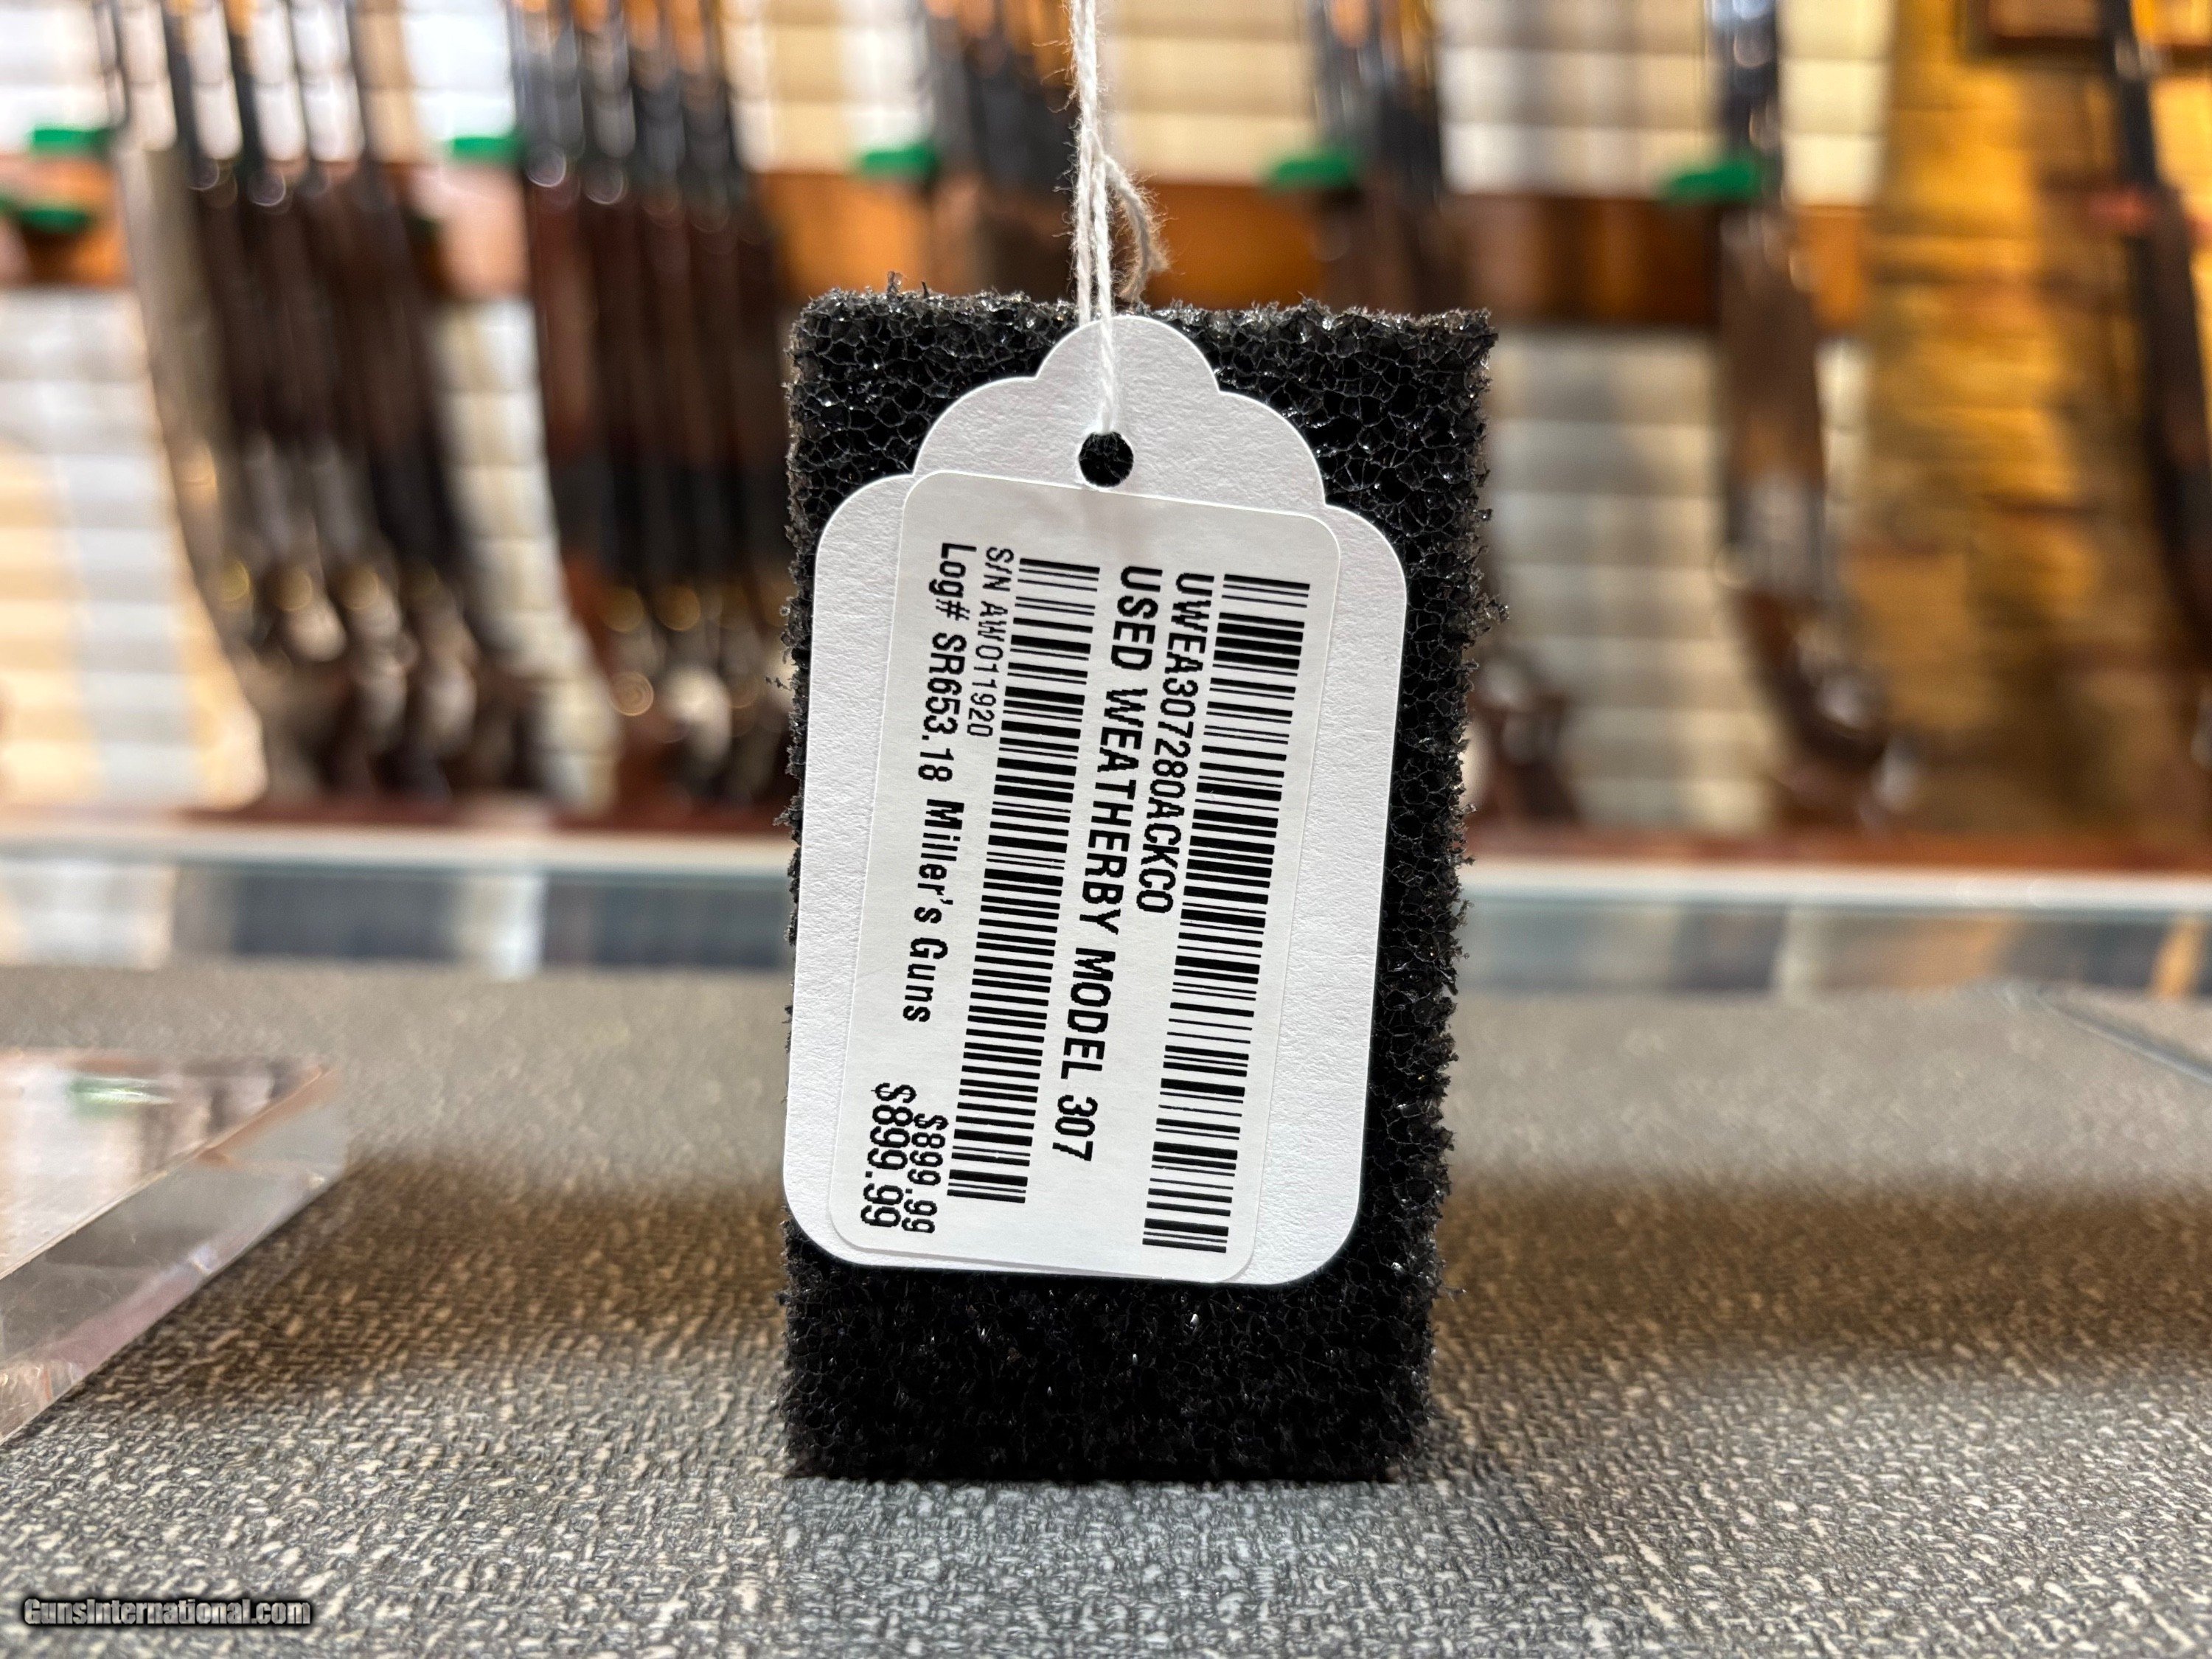 UWEA307280ACKCO
USED WEATHERBY MODEL 307
S/N AW011920
$899.99
Log# SR653.18 Miller's Guns
$899.99
GunsInternational.com